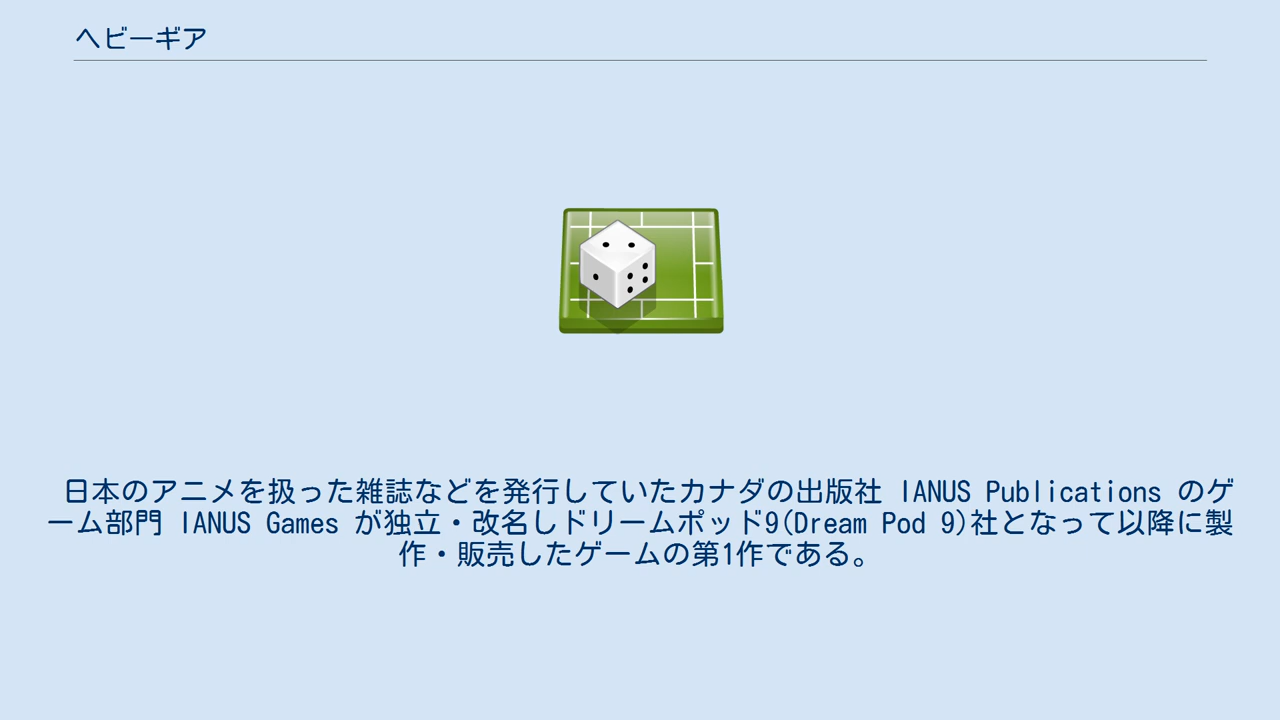 ヘビーギア
日本のアニメを扱った雑誌などを発行していたカナダの出版社 IANUS Publications のゲ
ーム部門 IANUS Games が独立・改名しドリームポッド9(Dream Pod 9)社となって以降に製
作・販売したゲームの第1作である。